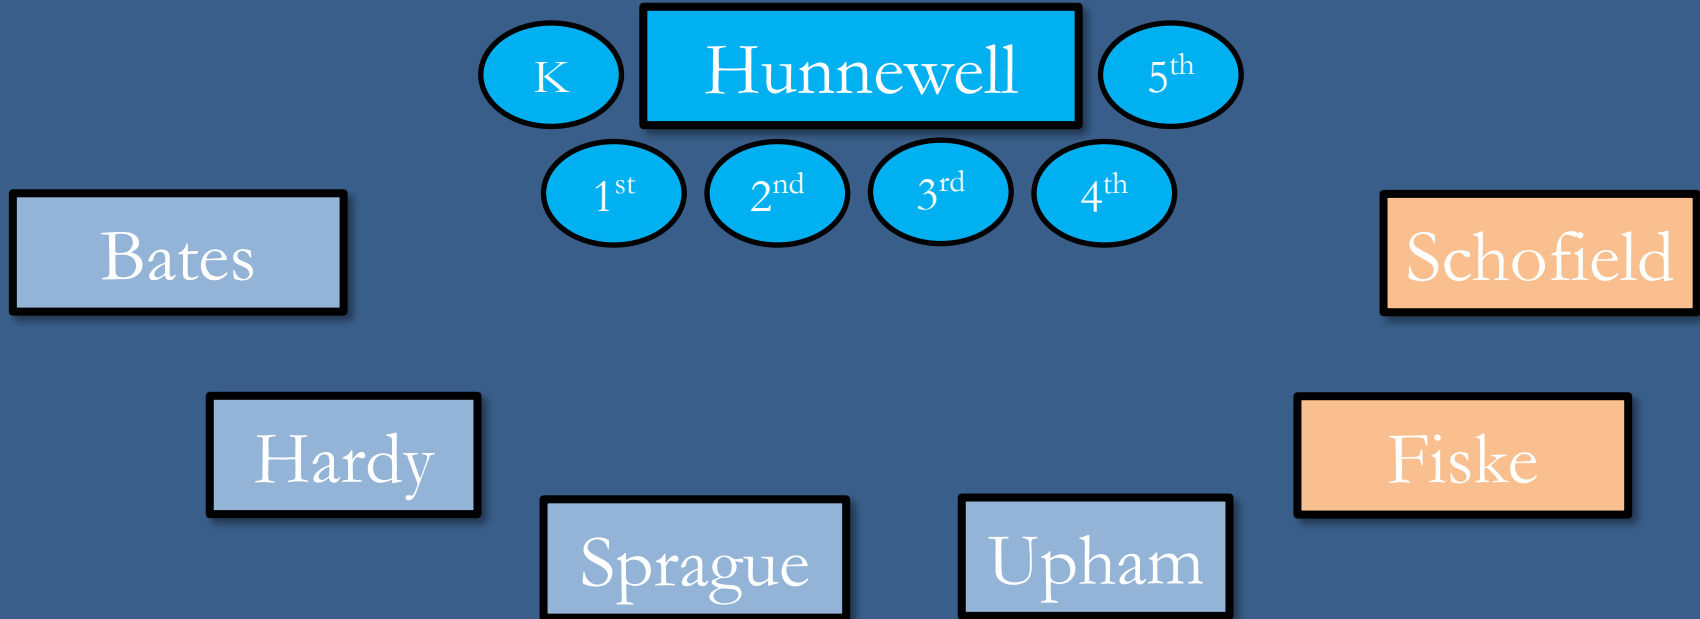 K
Hunnewell
5th
1st
2nd
3rd
4th
Bates
Schofield
Hardy
Fiske
Sprague
Upham